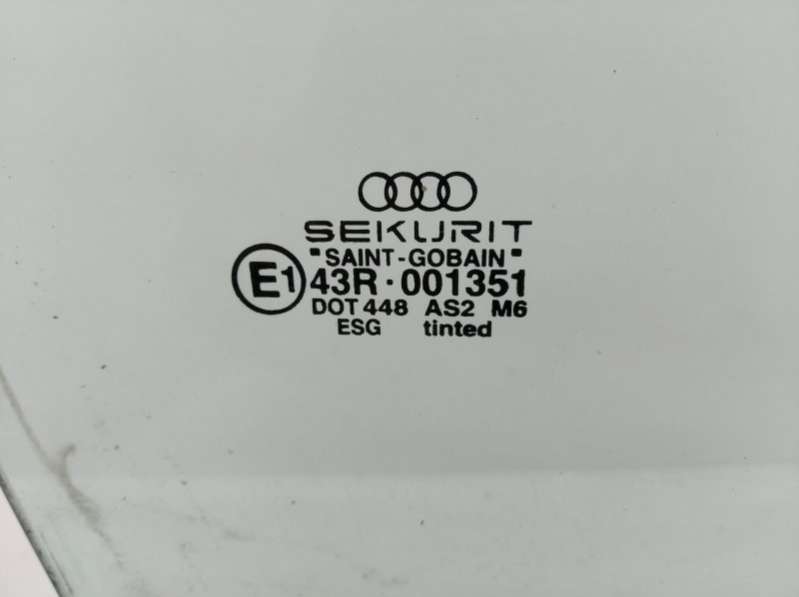 SEKURIT
"SAINT-GOBAIN"
E1 43R·001351
DOT 448 AS2 M6
ESG tinted